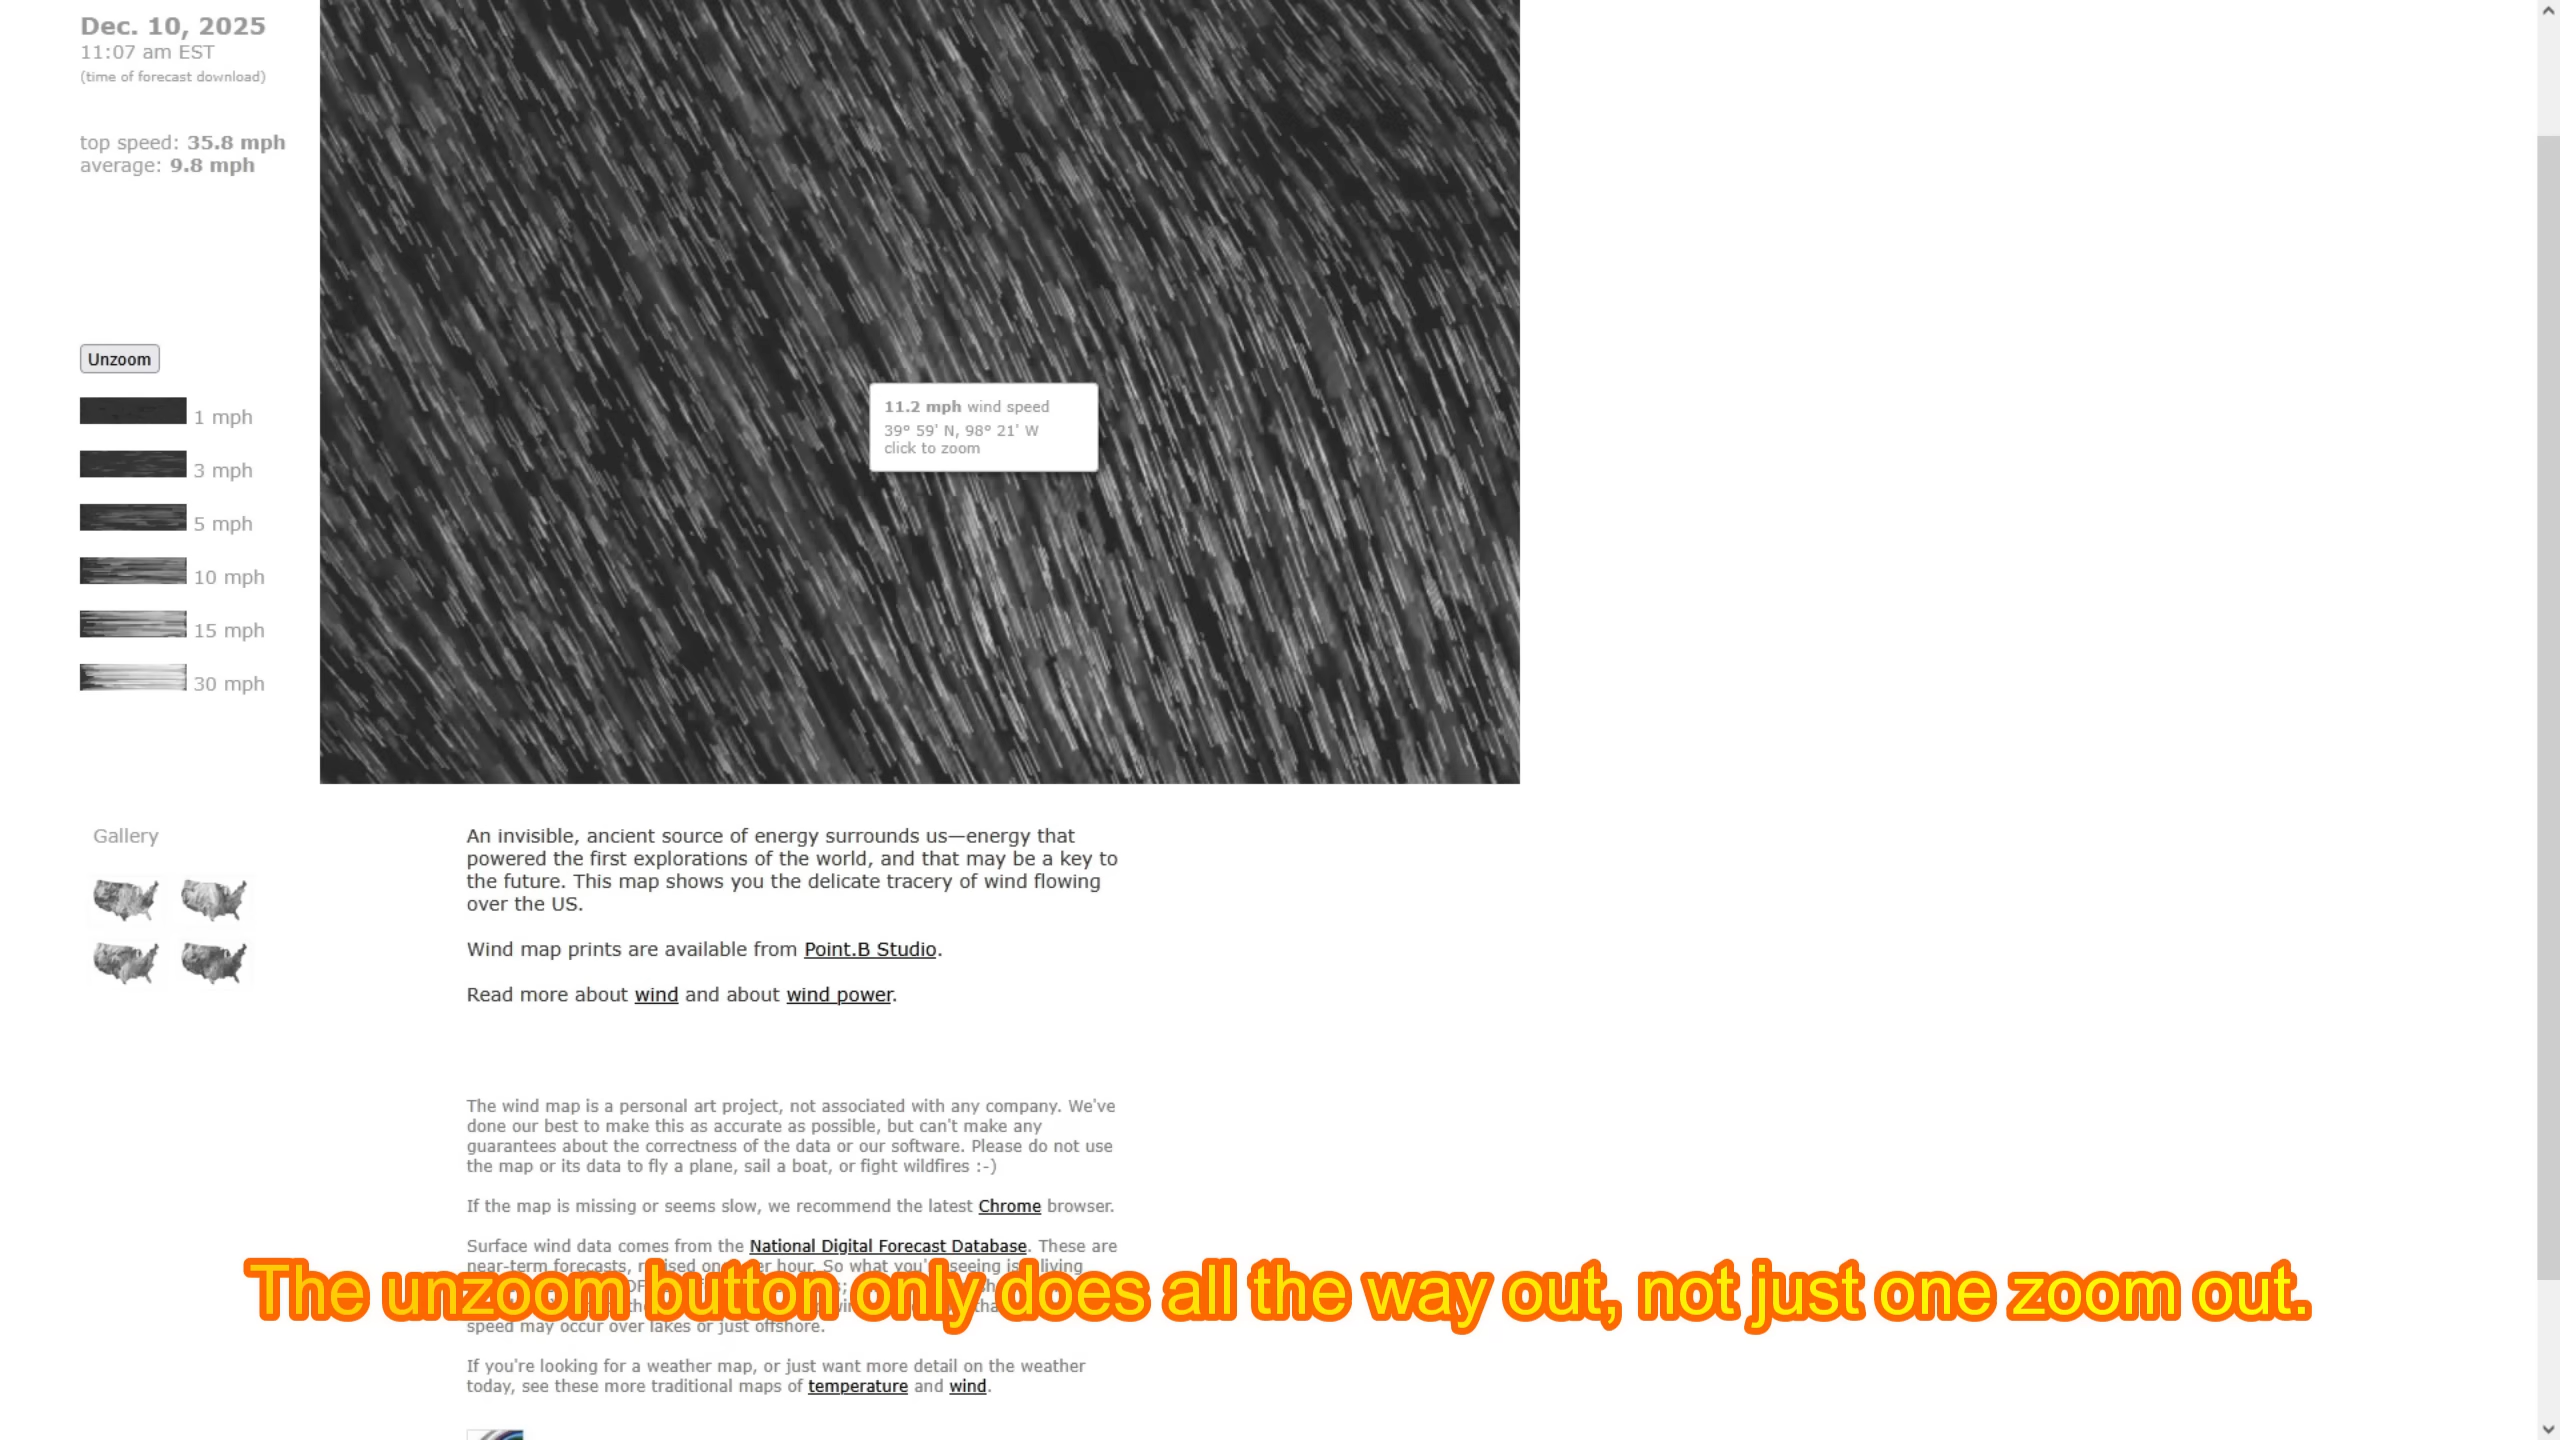 Dec. 10, 2025
11:07 am EST
(time of forecast download)
top speed: 35.8 mph
average: 9.8 mph
Unzoom
1 mph
3 mph
5 mph
10 mph
15 mph
30 mph
11.2 mph wind speed
39° 59' N, 98° 21' W
click to zoom
Gallery
An invisible, ancient source of energy surrounds us—energy that
powered the first explorations of the world, and that may be a key to
the future. This map shows you the delicate tracery of wind flowing
over the US.
Wind map prints are available from Point.B Studio.
Read more about wind and about wind power.
The wind map is a personal art project, not associated with any company. We've
done our best to make this as accurate as possible, but can't make any
guarantees about the correctness of the data or our software. Please do not use
the map or its data to fly a plane, sail a boat, or fight wildfires :-)
If the map is missing or seems slow, we recommend the latest Chrome browser.
Surface wind data comes from the National Digital Forecast Database. These are
near-term forecasts, hour. So what seeing living
The unzoom button only does all the way out, not just one zoom out.
speed may occur over lakes or just offshore.
If you're looking for a weather map, or just want more detail on the weather
today, see these more traditional maps of temperature and wind.